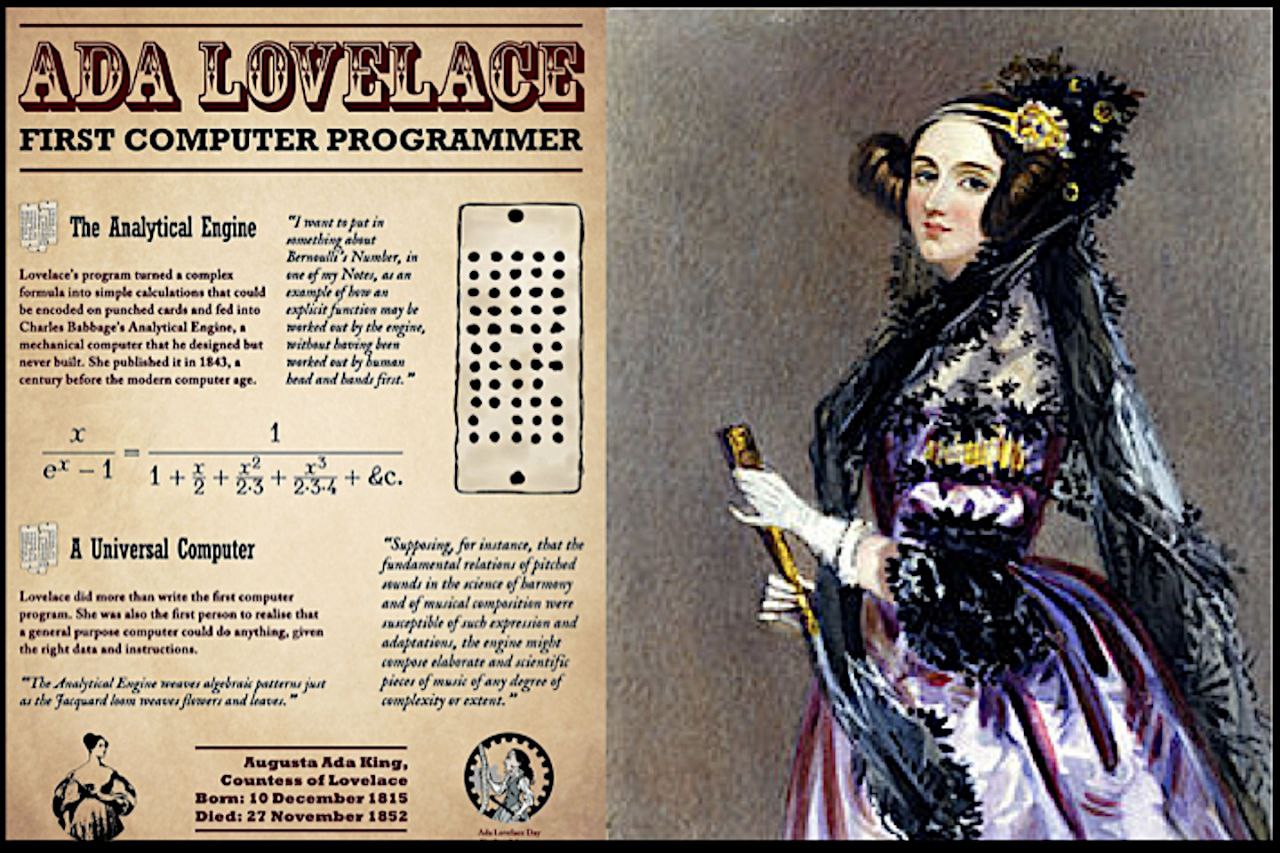 ADA LOVELACE
FIRST COMPUTER PROGRAMMER
The Analytical Engine
Lovelace's program turned a complex
formula into simple calculations that could
be encoded on punched cards and fed into
Charles Babbage's Analytical Engine, a
mechanical computer that he designed but
never built. She published it in 1843, a
century before the modern computer age.
"I want to put in
something about
Bernoulli's Number, in
one of my Notes, as an
example of how an
explicit function may be
worked out by the engine,
without having been
worked out by human
head and hands first."
x/(eˣ − 1) = 1/(1 + x/2 + x²/2·3 + x³/2·3·4 + &c.)
A Universal Computer
Lovelace did more than write the first computer
program. She was also the first person to realise that
a general purpose computer could do anything, given
the right data and instructions.
"The Analytical Engine weaves algebraic patterns just
as the Jacquard loom weaves flowers and leaves."
"Supposing, for instance, that the
fundamental relations of pitched
sounds in the science of harmony
and of musical composition were
susceptible of such expression and
adaptations, the engine might
compose elaborate and scientific
pieces of music of any degree of
complexity or extent."
Augusta Ada King,
Countess of Lovelace
Born: 10 December 1815
Died: 27 November 1852
Ada Lovelace Day